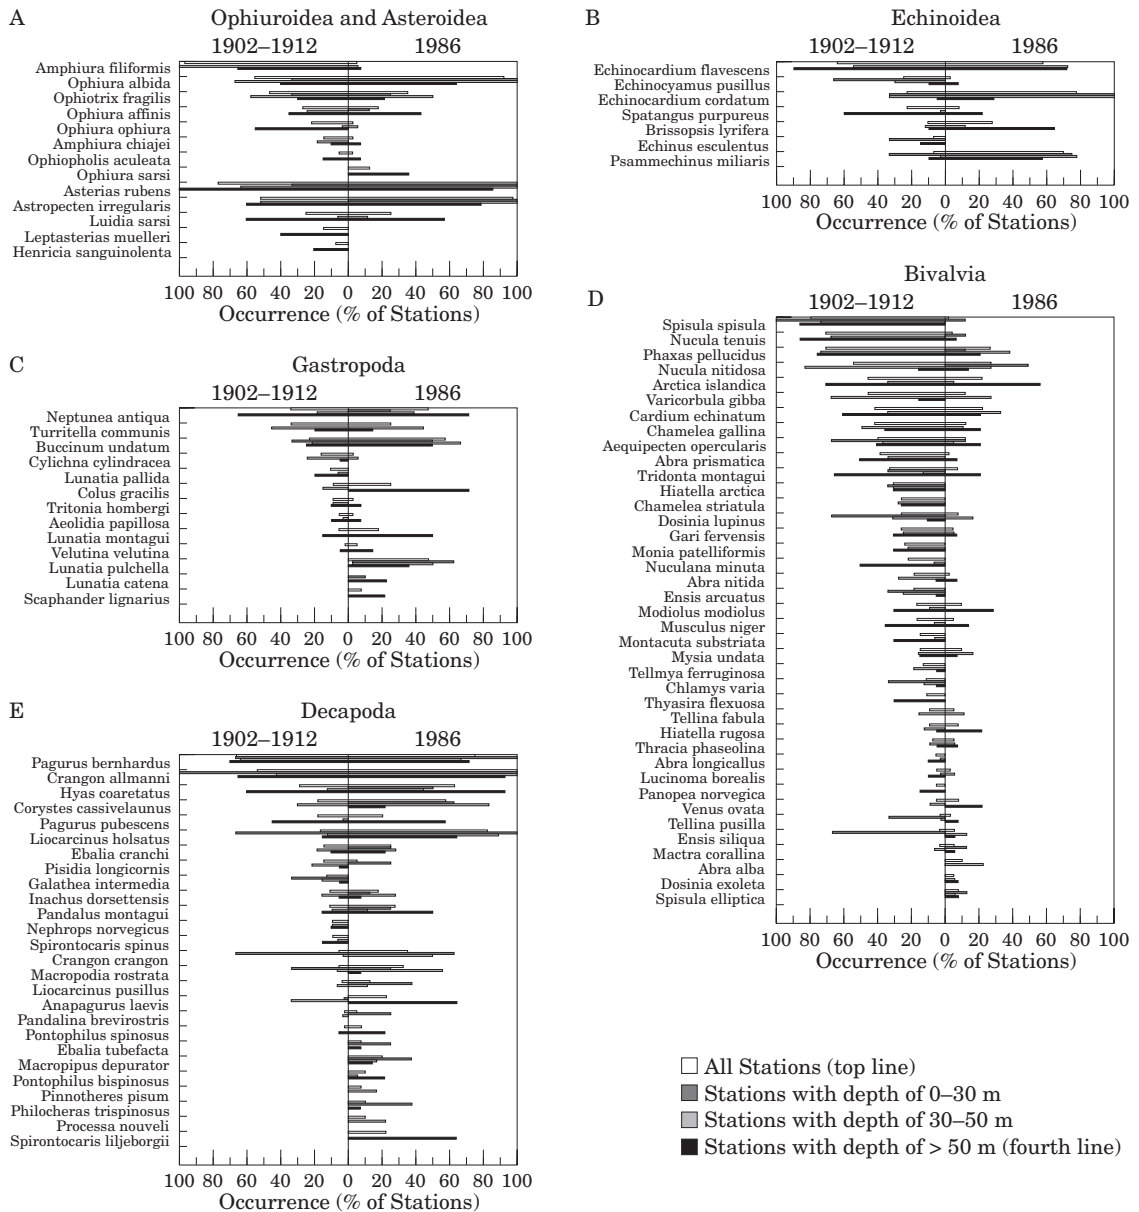 A
Ophiuroidea and Asteroidea
1902–1912
1986
Amphiura filiformis
Ophiura albida
Ophiotrix fragilis
Ophiura affinis
Ophiura ophiura
Amphiura chiajei
Ophiopholis aculeata
Ophiura sarsi
Asterias rubens
Astropecten irregularis
Luidia sarsi
Leptasterias muelleri
Henricia sanguinolenta
100 80 60 40 20 0 20 40 60 80 100
Occurrence (% of Stations)
B
Echinoidea
1902–1912
1986
Echinocardium flavescens
Echinocyamus pusillus
Echinocardium cordatum
Spatangus purpureus
Brissopsis lyrifera
Echinus esculentus
Psammechinus miliaris
100 80 60 40 20 0 20 40 60 80 100
Occurrence (% of Stations)
C
Gastropoda
1902–1912
1986
Neptunea antiqua
Turritella communis
Buccinum undatum
Cylichna cylindracea
Lunatia pallida
Colus gracilis
Tritonia hombergi
Aeolidia papillosa
Lunatia montagui
Velutina velutina
Lunatia pulchella
Lunatia catena
Scaphander lignarius
100 80 60 40 20 0 20 40 60 80 100
Occurrence (% of Stations)
D
Bivalvia
1902–1912
1986
Spisula spisula
Nucula tenuis
Phaxas pellucidus
Nucula nitidosa
Arctica islandica
Varicorbula gibba
Cardium echinatum
Chamelea gallina
Aequipecten opercularis
Abra prismatica
Tridonta montagui
Hiatella arctica
Chamelea striatula
Dosinia lupinus
Gari fervensis
Monia patelliformis
Nuculana minuta
Abra nitida
Ensis arcuatus
Modiolus modiolus
Musculus niger
Montacuta substriata
Mysia undata
Tellmya ferruginosa
Chlamys varia
Thyasira flexuosa
Tellina fabula
Hiatella rugosa
Thracia phaseolina
Abra longicallus
Lucinoma borealis
Panopea norvegica
Venus ovata
Tellina pusilla
Ensis siliqua
Mactra corallina
Abra alba
Dosinia exoleta
Spisula elliptica
100 80 60 40 20 0 20 40 60 80 100
Occurrence (% of Stations)
E
Decapoda
1902–1912
1986
Pagurus bernhardus
Crangon allmanni
Hyas coaretatus
Corystes cassivelaunus
Pagurus pubescens
Liocarcinus holsatus
Ebalia cranchi
Pisidia longicornis
Galathea intermedia
Inachus dorsettensis
Pandalus montagui
Nephrops norvegicus
Spirontocaris spinus
Crangon crangon
Macropodia rostrata
Liocarcinus pusillus
Anapagurus laevis
Pandalina brevirostris
Pontophilus spinosus
Ebalia tubefacta
Macropipus depurator
Pontophilus bispinosus
Pinnotheres pisum
Philocheras trispinosus
Processa nouveli
Spirontocaris liljeborgii
100 80 60 40 20 0 20 40 60 80 100
Occurrence (% of Stations)
All Stations (top line)
Stations with depth of 0–30 m
Stations with depth of 30–50 m
Stations with depth of > 50 m (fourth line)